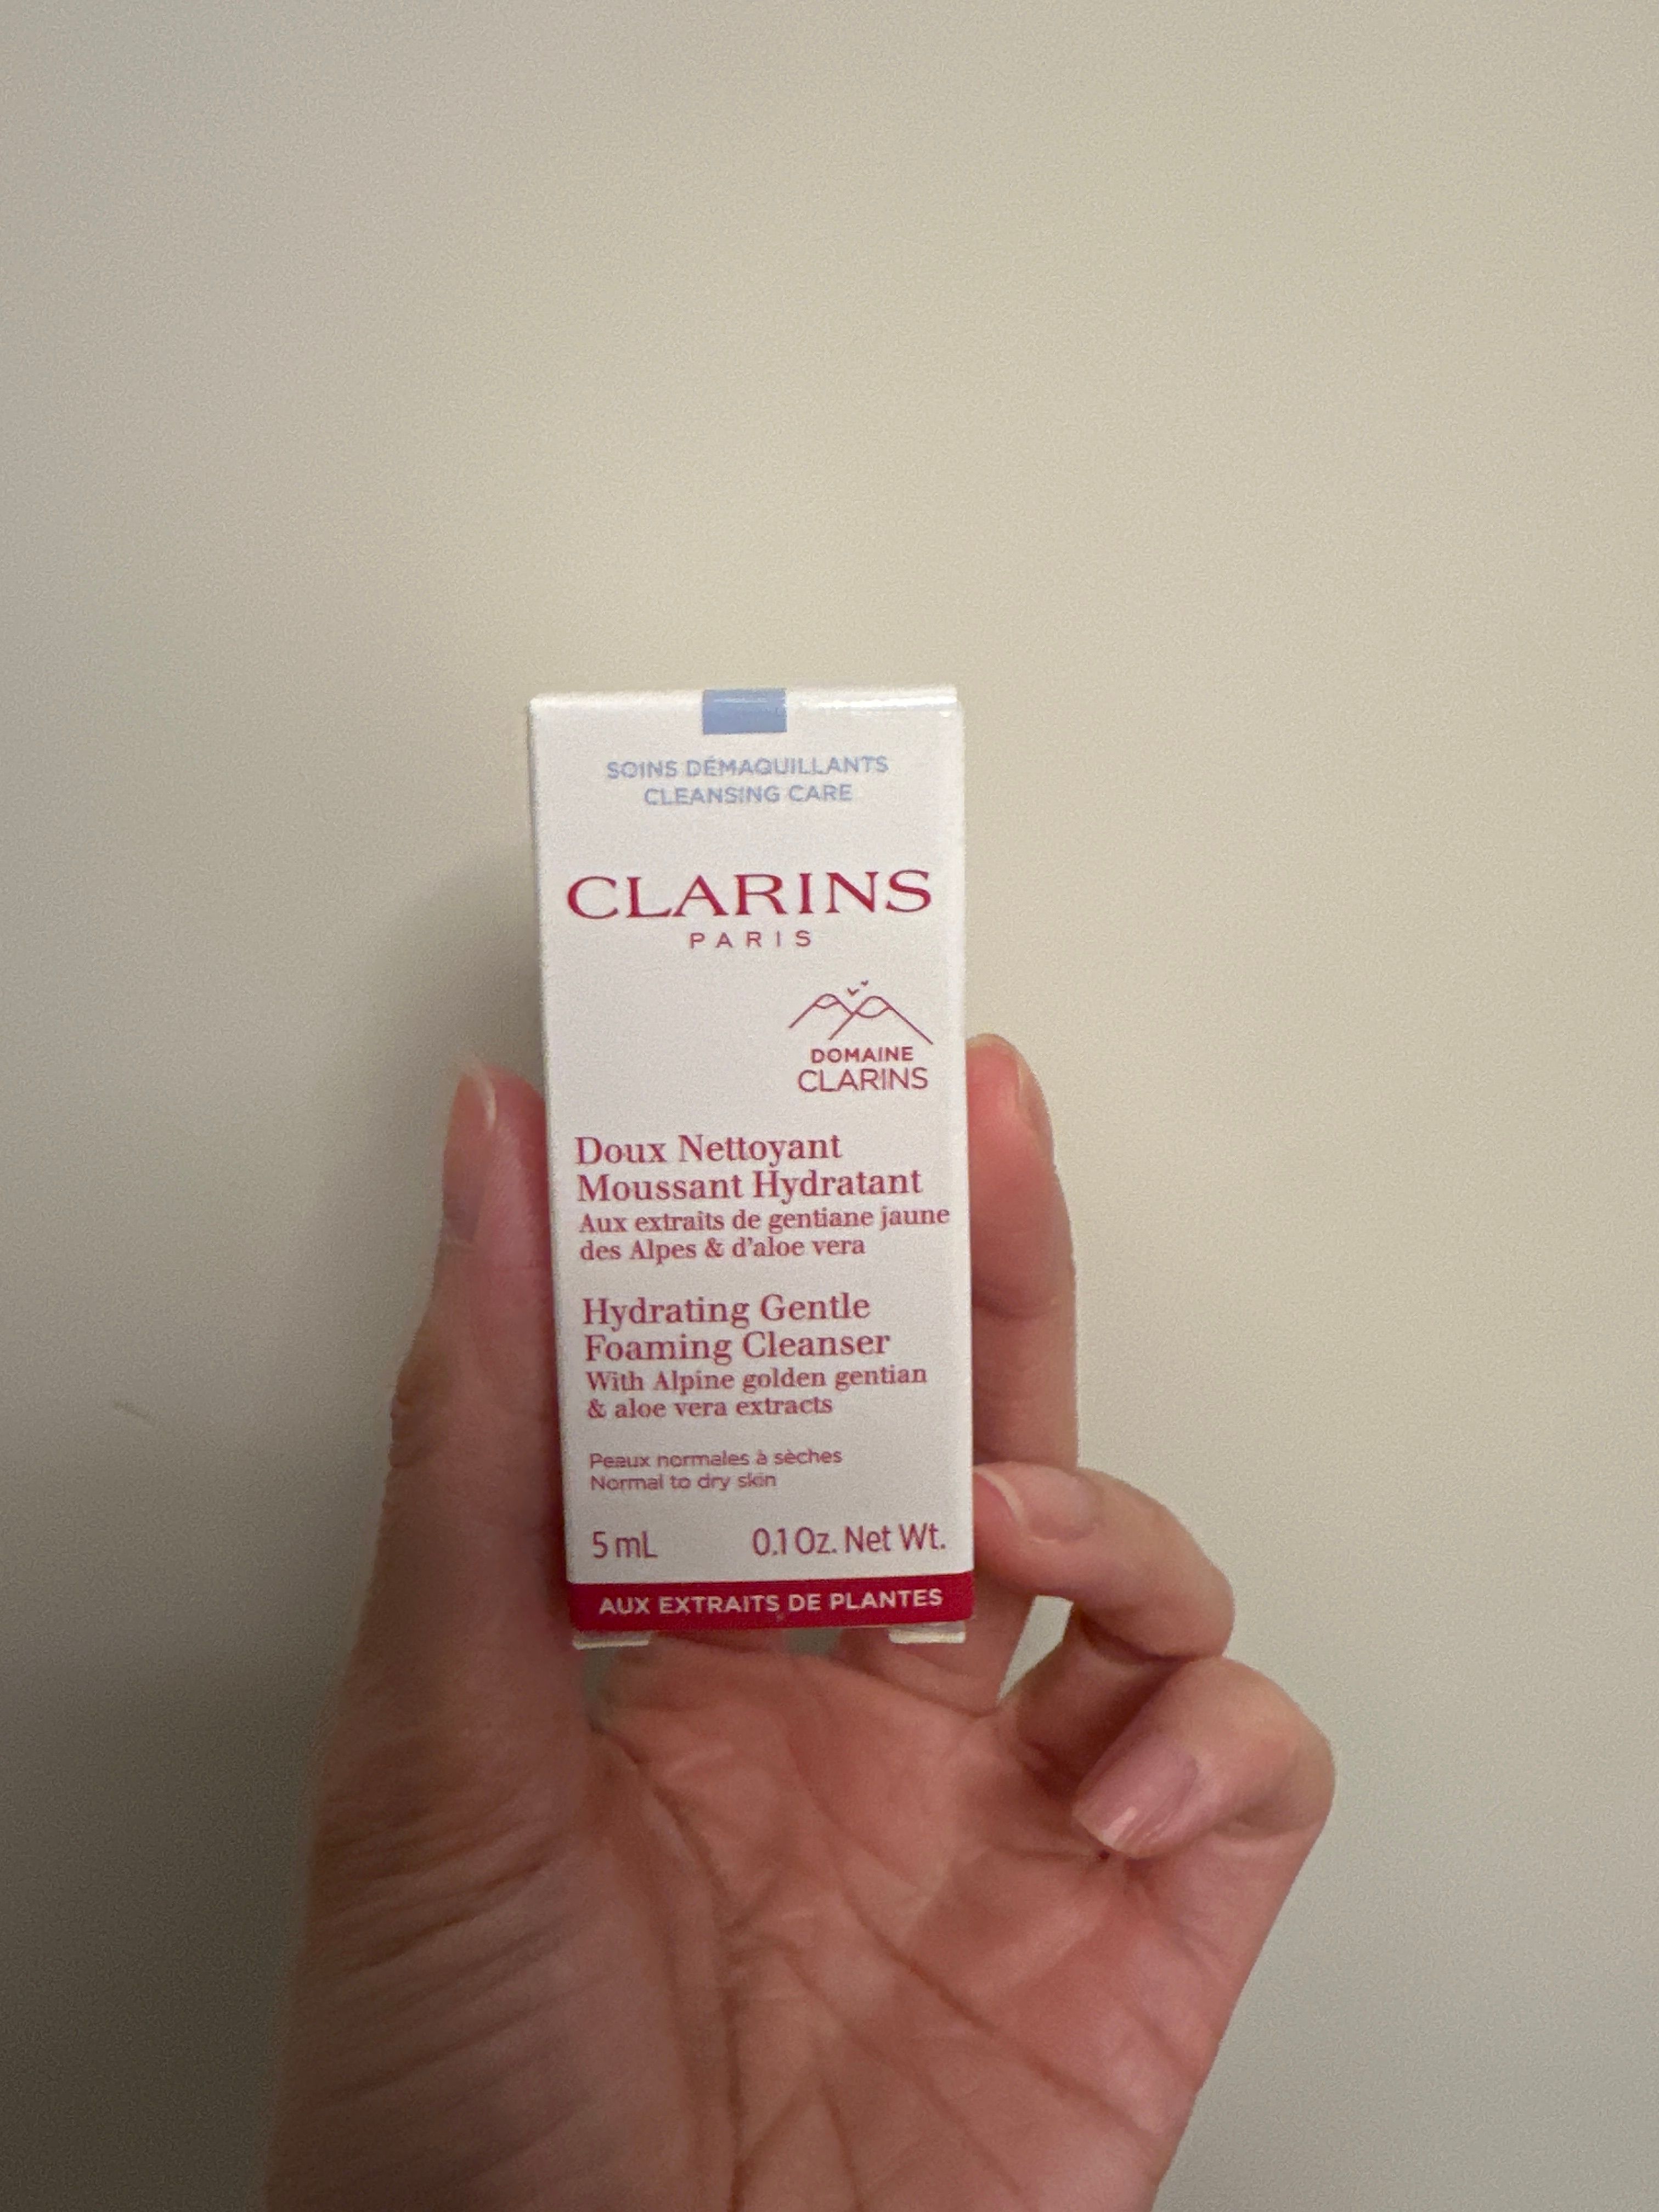 SOINS DÉMAQUILLANTS
CLEANSING CARE
CLARINS
PARIS
DOMAINE
CLARINS
Doux Nettoyant
Moussant Hydratant
Aux extraits de gentiane jaune
des Alpes & d'aloe vera
Hydrating Gentle
Foaming Cleanser
With Alpine golden gentian
& aloe vera extracts
Peaux normales à sèches
Normal to dry skin
5 mL 0.1 Oz. Net Wt.
AUX EXTRAITS DE PLANTES